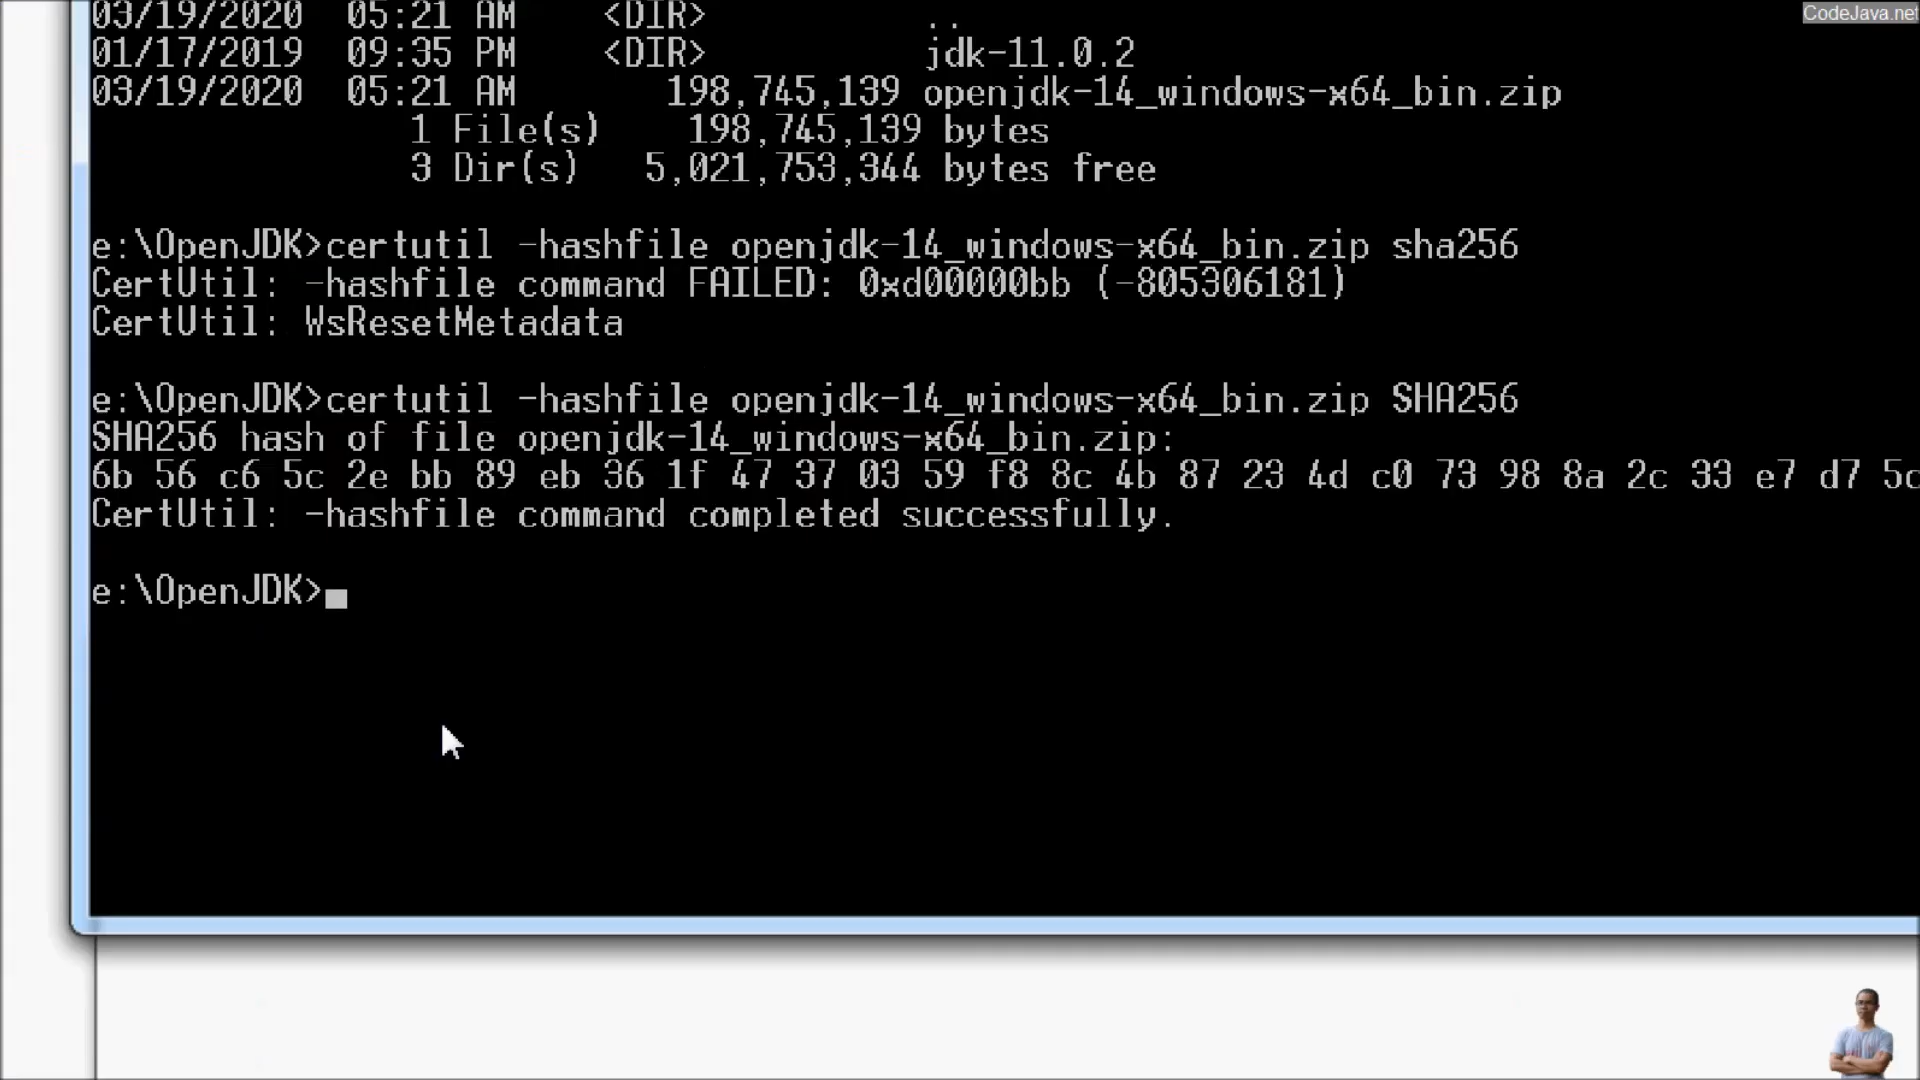 CodeJava.net
03/19/2020 05:21 AM <DIR> ..
01/17/2019 09:35 PM <DIR> jdk-11.0.2
03/19/2020 05:21 AM 198,745,139 openjdk-14_windows-x64_bin.zip
1 File(s) 198,745,139 bytes
3 Dir(s) 5,021,753,344 bytes free
e:\OpenJDK>certutil -hashfile openjdk-14_windows-x64_bin.zip sha256
CertUtil: -hashfile command FAILED: 0xd00000bb (-805306181)
CertUtil: WsResetMetadata
e:\OpenJDK>certutil -hashfile openjdk-14_windows-x64_bin.zip SHA256
SHA256 hash of file openjdk-14_windows-x64_bin.zip:
6b 56 c6 5c 2e bb 89 eb 36 1f 47 37 03 59 f8 8c 4b 87 23 4d c0 73 98 8a 2c 33 e7 d7 5c
CertUtil: -hashfile command completed successfully.
e:\OpenJDK>